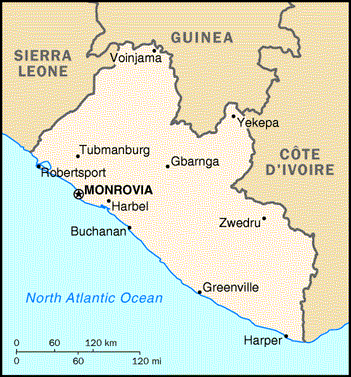 GUINEA
SIERRA
LEONE
Voinjama
Yekepa
Tubmanburg
Gbarnga
CÔTE
D'IVOIRE
Robertsport
MONROVIA
Harbel
Zwedru
Buchanan
Greenville
North Atlantic Ocean
Harper
0 60 120 km
0 60 120 mi